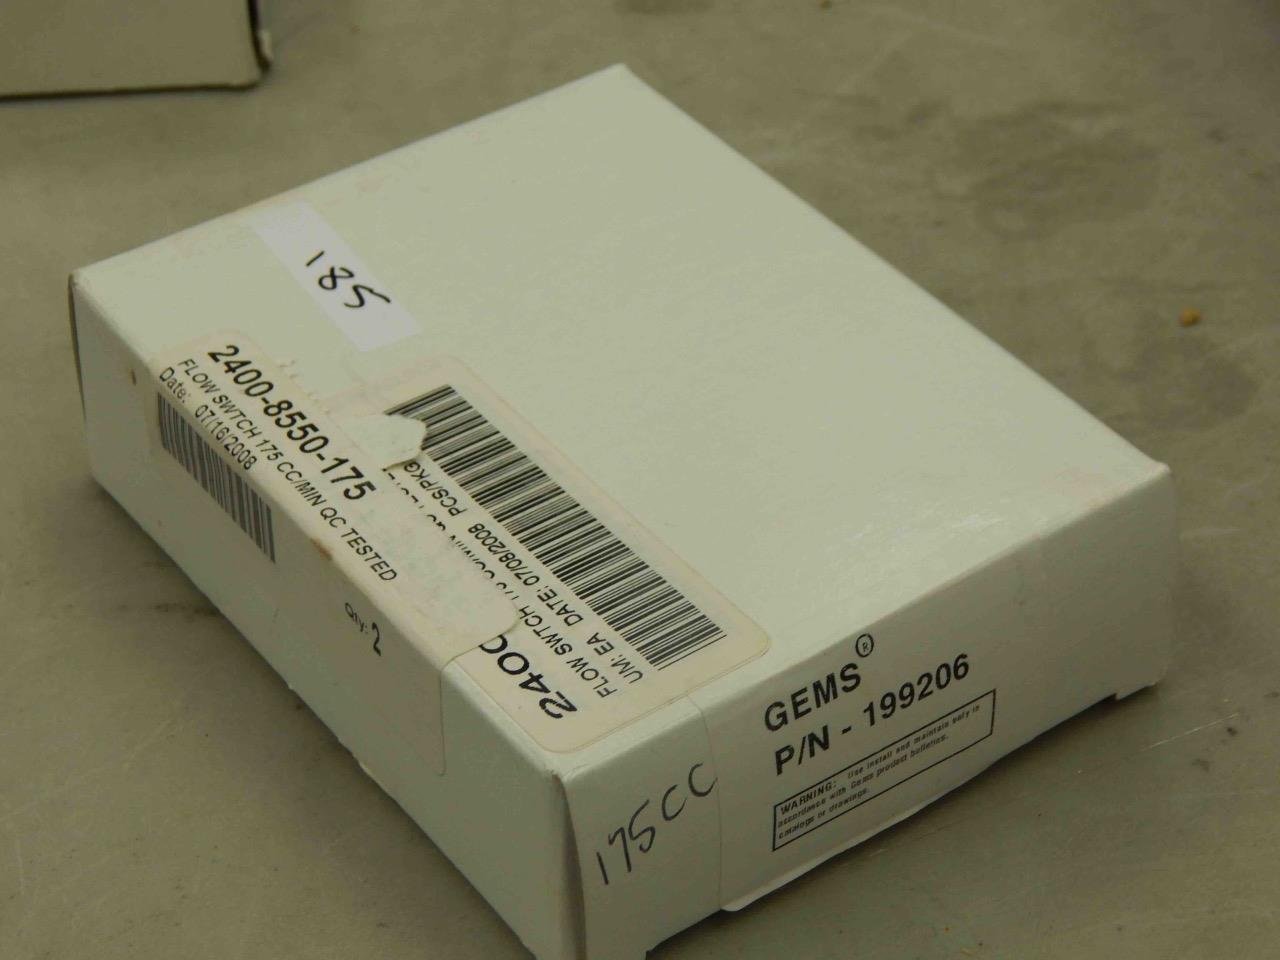 185
2400-8550-175
FLOW SWTCH 175 CC/MIN QC TESTED
Date: 07/16/2008
Qty: 2
PCS/PKG
UM: EA DATE: 07/08/2008
FLOW SWTCH
2400
175CC
GEMS®
P/N - 199206
WARNING: Use install and maintain only in
accordance with Gems product bulletins,
catalogs or drawings.